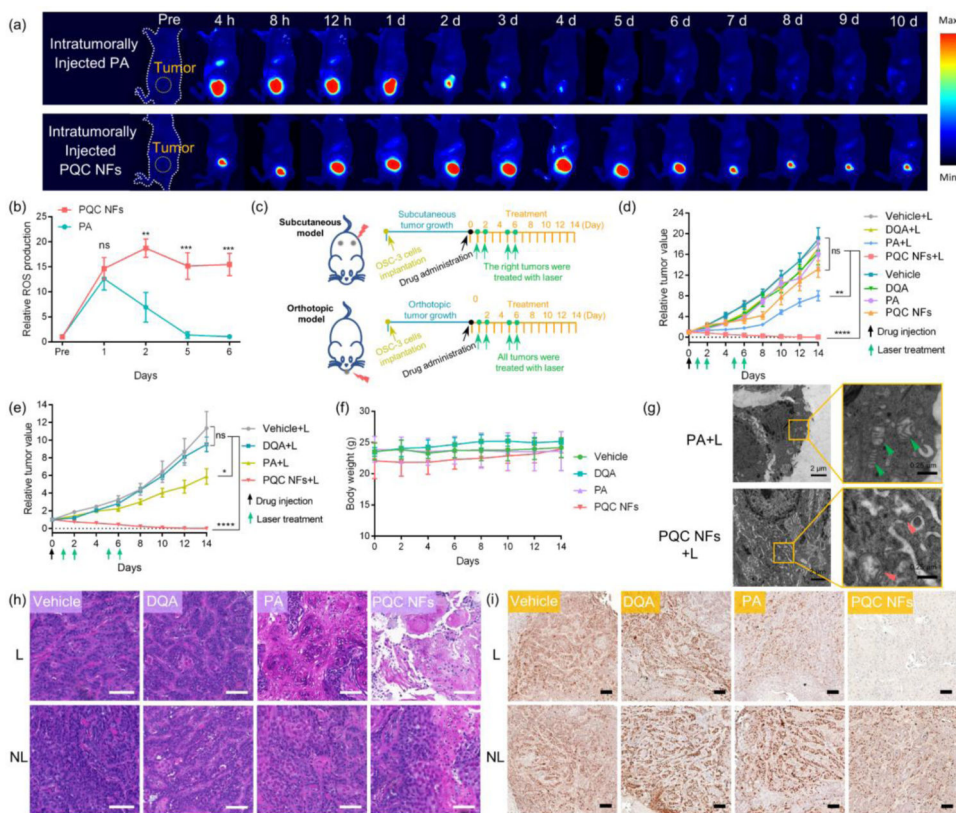 (a)
Pre 4 h 8 h 12 h 1 d 2 d 3 d 4 d 5 d 6 d 7 d 8 d 9 d 10 d
Intratumorally
Injected PA
Tumor
Intratumorally
Injected
PQC NFs
Tumor
Max
Min
(b)
PQC NFs
PA
Relative ROS production
25
20
15
10
5
0
ns
**
***
***
Pre 1 2 5 6
Days
(c)
Subcutaneous
model
Subcutaneous
tumor growth
Treatment
0 2 4 6 8 10 12 14 (Day)
OSC-3 cells
implantation
Drug administration
The right tumors were
treated with laser
Orthotopic
model
Orthotopic
tumor growth
Treatment
0 2 4 6 8 10 12 14 (Day)
OSC-3 cells
implantation
Drug administration
All tumors were
treated with laser
(d)
Relative tumor value
24
20
16
12
8
4
0
0 2 4 6 8 10 12 14
Days
ns
**
****
Vehicle+L
DQA+L
PA+L
PQC NFs+L
Vehicle
DQA
PA
PQC NFs
Drug injection
Laser treatment
(e)
Relative tumor value
14
12
10
8
6
4
2
0
0 2 4 6 8 10 12 14
Days
ns
*
****
Vehicle+L
DQA+L
PA+L
PQC NFs+L
Drug injection
Laser treatment
(f)
Body weight (g)
40
30
20
10
0
0 2 4 6 8 10 12 14
Days
Vehicle
DQA
PA
PQC NFs
(g)
PA+L
2 μm
0.25 μm
PQC NFs
+L
0.25 μm
(h)
Vehicle DQA PA PQC NFs
L
NL
(i)
Vehicle DQA PA PQC NFs
L
NL